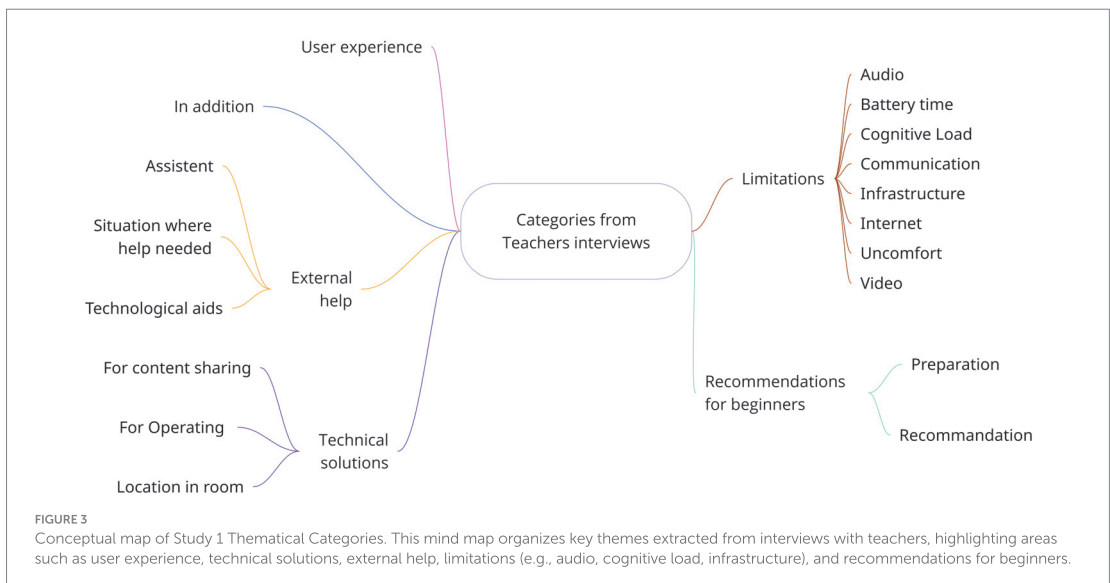 User experience
In addition
Assistent
Situation where
help needed
Technological aids
External
help
For content sharing
For Operating
Location in room
Technical
solutions
Categories from
Teachers interviews
Limitations
Audio
Battery time
Cognitive Load
Communication
Infrastructure
Internet
Uncomfort
Video
Recommendations
for beginners
Preparation
Recommandation
FIGURE 3
Conceptual map of Study 1 Thematical Categories. This mind map organizes key themes extracted from interviews with teachers, highlighting areas
such as user experience, technical solutions, external help, limitations (e.g., audio, cognitive load, infrastructure), and recommendations for beginners.